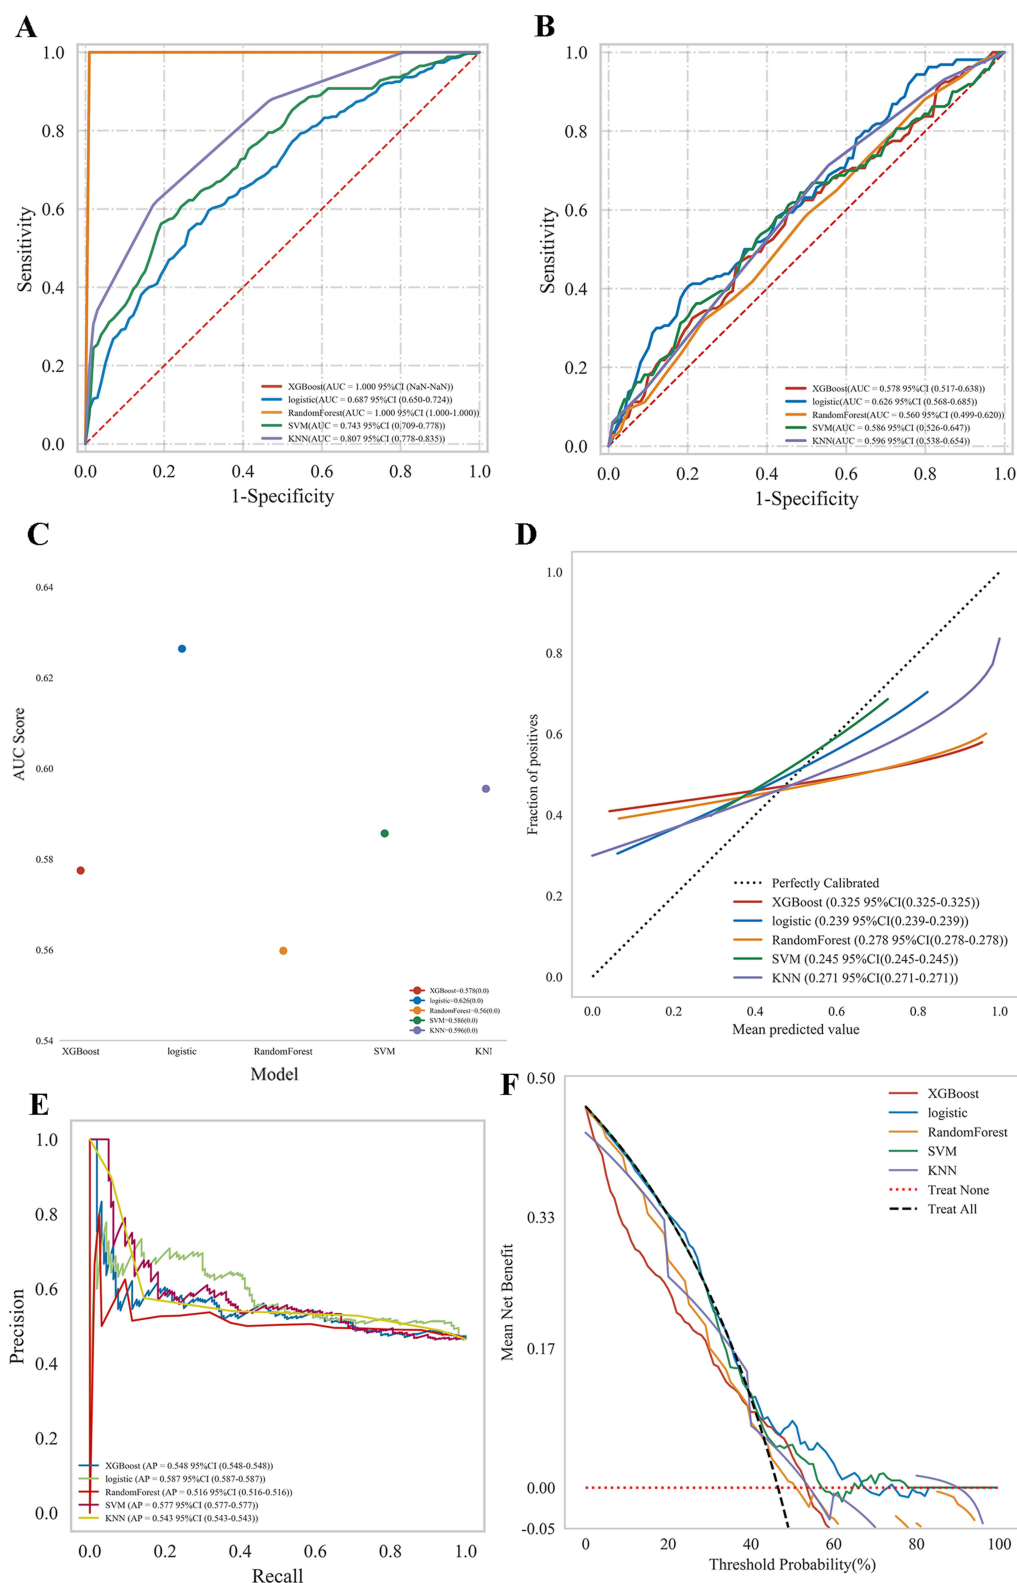 A
1.0
0.8
0.6
0.4
0.2
0.0
Sensitivity
XGBoost(AUC = 1.000 95%CI (NaN-NaN))
logistic(AUC = 0.687 95%CI (0.650-0.724))
RandomForest(AUC = 1.000 95%CI (1.000-1.000))
SVM(AUC = 0.743 95%CI (0.709-0.778))
KNN(AUC = 0.807 95%CI (0.778-0.835))
0.0 0.2 0.4 0.6 0.8 1.0
1-Specificity
B
1.0
0.8
0.6
0.4
0.2
0.0
Sensitivity
XGBoost(AUC = 0.578 95%CI (0.517-0.638)
logistic(AUC = 0.626 95%CI (0.568-0.685))
RandomForest(AUC = 0.560 95%CI (0.499-0.620))
SVM(AUC = 0.586 95%CI (0.526-0.647))
KNN(AUC = 0.596 95%CI (0.538-0.654))
0.0 0.2 0.4 0.6 0.8 1.0
1-Specificity
C
0.64
0.62
0.60
0.58
0.56
0.54
AUC Score
XGBoost=0.578(0.0)
logistic=0.626(0.0)
RandomForest=0.56(0.0)
SVM=0.586(0.0)
KNN=0.596(0.0)
XGBoost logistic RandomForest SVM KNN
Model
D
1.0
0.8
0.6
0.4
0.2
0.0
Fraction of positives
Perfectly Calibrated
XGBoost (0.325 95%CI(0.325-0.325))
logistic (0.239 95%CI(0.239-0.239))
RandomForest (0.278 95%CI(0.278-0.278))
SVM (0.245 95%CI(0.245-0.245))
KNN (0.271 95%CI(0.271-0.271))
0.0 0.2 0.4 0.6 0.8 1.0
Mean predicted value
E
1.0
0.8
0.6
0.4
0.2
0.0
Precision
XGBoost (AP = 0.548 95%CI (0.548-0.548))
logistic (AP = 0.587 95%CI (0.587-0.587))
RandomForest (AP = 0.516 95%CI (0.516-0.516))
SVM (AP = 0.577 95%CI (0.577-0.577))
KNN (AP = 0.543 95%CI (0.543-0.543))
0.0 0.2 0.4 0.6 0.8 1.0
Recall
F
0.50
0.33
0.17
0.00
-0.05
Mean Net Benefit
XGBoost
logistic
RandomForest
SVM
KNN
Treat None
Treat All
0 20 40 60 80 100
Threshold Probability(%)